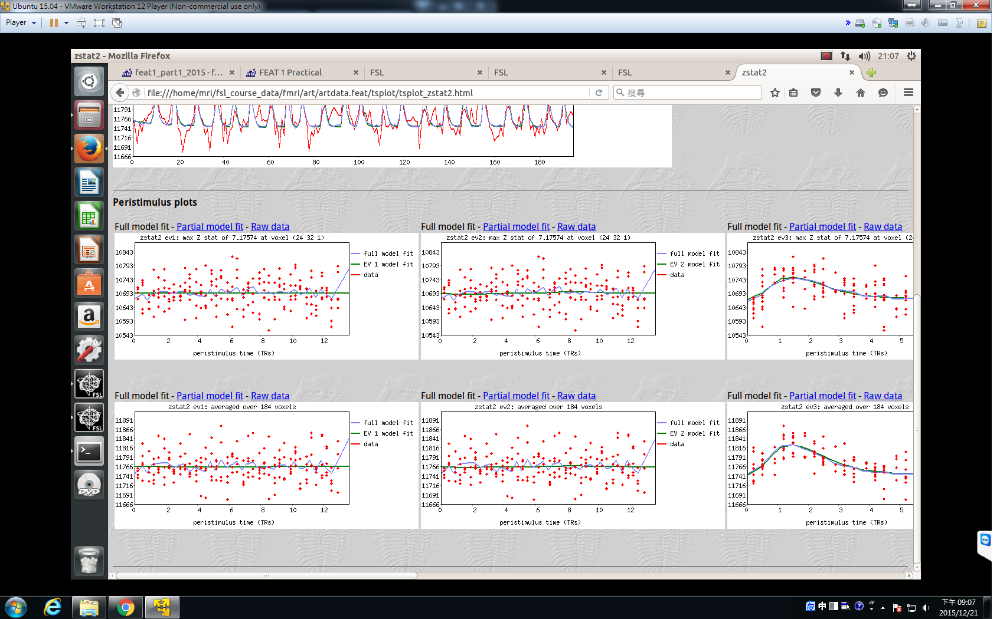 Ubuntu 15.04 - VMware Workstation 12 Player (Non-commercial use only)
Player
zstat2 - Mozilla Firefox
21:07
feat1_part1_2015 - f...
FEAT 1 Practical
FSL
FSL
FSL
zstat2
file:///home/mri/fsl_course_data/fmri/art/artdata.feat/tsplot/tsplot_zstat2.html
搜尋
11791
11766
11741
11716
11691
11666
0 20 40 60 80 100 120 140 160 180
Peristimulus plots
Full model fit - Partial model fit - Raw data
zstat2 ev1: max Z stat of 7.17574 at voxel (24 32 1)
10843
10793
10743
10693
10643
10593
10543
0 2 4 6 8 10 12
peristimulus time (TRs)
full model fit
EV 1 model fit
data
Full model fit - Partial model fit - Raw data
zstat2 ev2: max Z stat of 7.17574 at voxel (24 32 1)
10843
10793
10743
10693
10643
10593
10543
0 2 4 6 8 10 12
peristimulus time (TRs)
full model fit
EV 2 model fit
data
Full model fit - Partial model fit - Raw data
zstat2 ev3: max Z stat of 7.17574 at voxel (2
10843
10793
10743
10693
10643
10593
10543
0 1 2 3 4 5
peristimulus time (TRs)
Full model fit - Partial model fit - Raw data
zstat2 ev1: averaged over 184 voxels
11891
11866
11841
11816
11791
11766
11741
11716
11691
11666
0 2 4 6 8 10 12
peristimulus time (TRs)
full model fit
EV 1 model fit
data
Full model fit - Partial model fit - Raw data
zstat2 ev2: averaged over 184 voxels
11891
11866
11841
11816
11791
11766
11741
11716
11691
11666
0 2 4 6 8 10 12
peristimulus time (TRs)
full model fit
EV 2 model fit
data
Full model fit - Partial model fit - Raw data
zstat2 ev3: averaged over 184 voxels
11891
11866
11841
11816
11791
11766
11741
11716
11691
11666
0 1 2 3 4 5
peristimulus time (TRs)
FSL
FSL
DVD
中
下午 09:07
2015/12/21